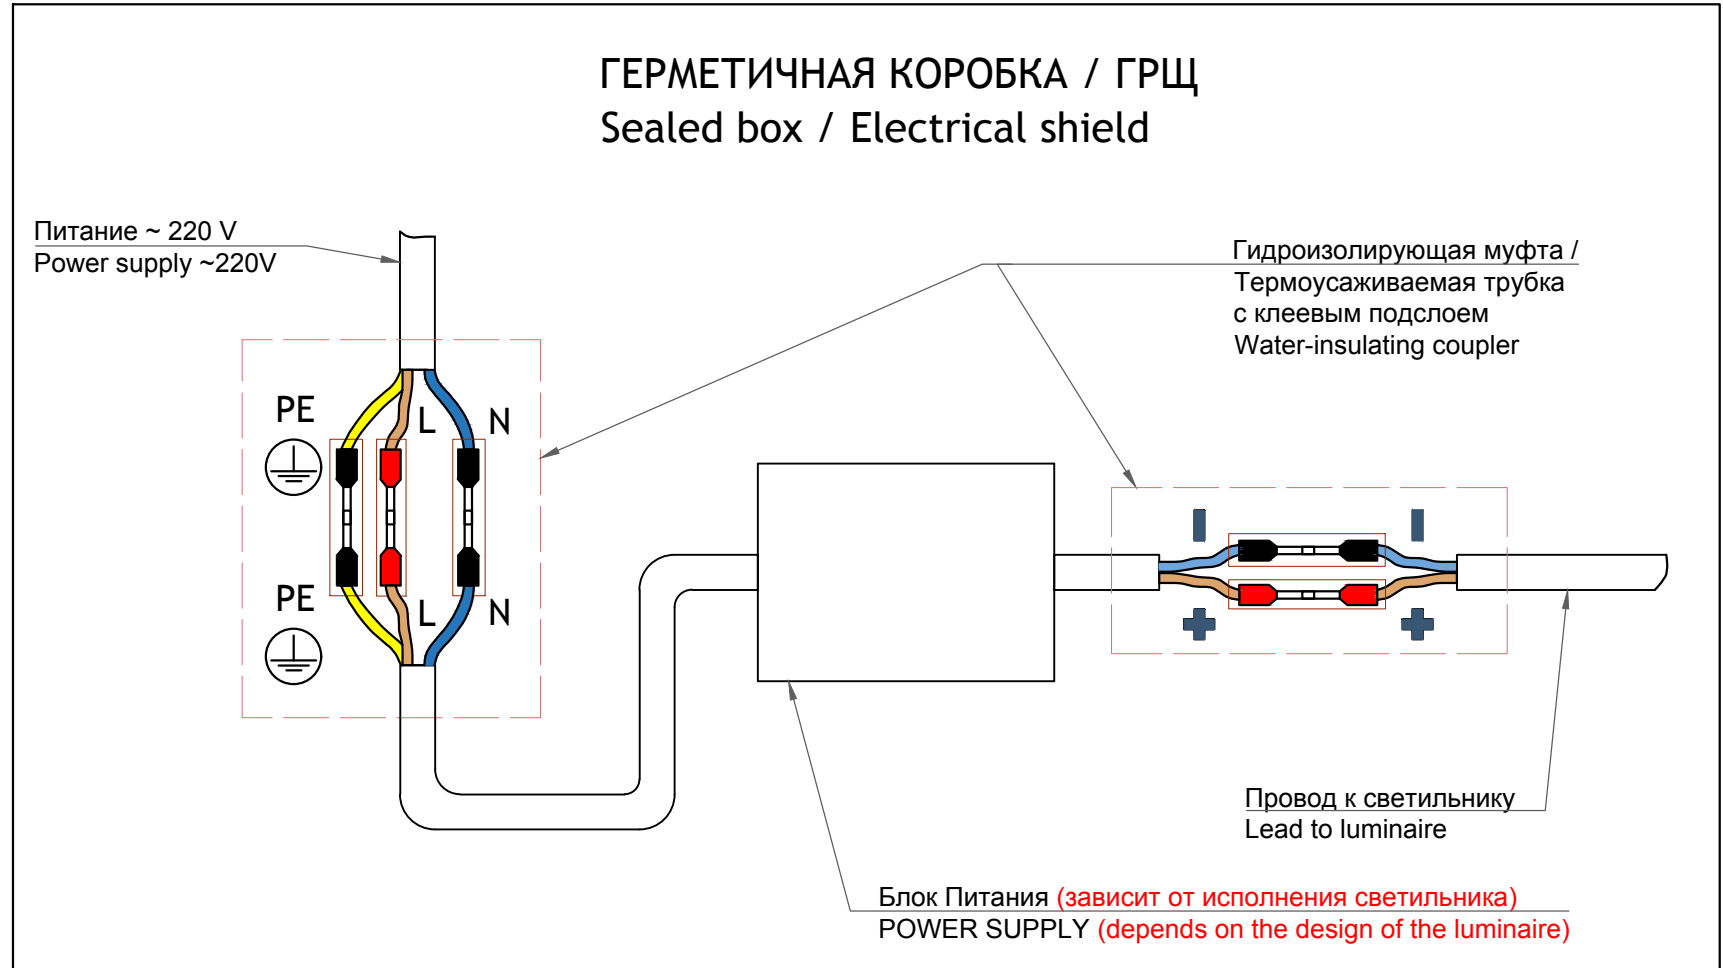 ГЕРМЕТИЧНАЯ КОРОБКА / ГРЩ
Sealed box / Electrical shield
Питание ~ 220 V
Power supply ~220V
Гидроизолирующая муфта /
Термоусаживаемая трубка
с клеевым подслоем
Water-insulating coupler
PE
L
N
PE
L
N
Провод к светильнику
Lead to luminaire
Блок Питания (зависит от исполнения светильника)
POWER SUPPLY (depends on the design of the luminaire)